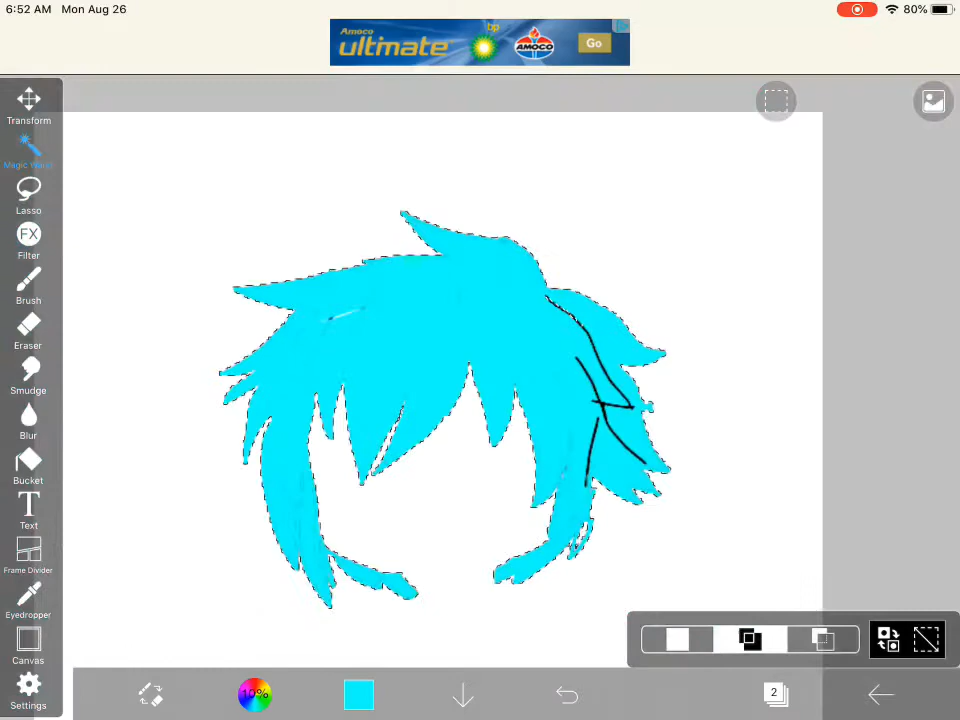 6:52 AM Mon Aug 26
80%
Amoco
ultimate
bp
AMOCO
Go
Transform
Magic Wand
Lasso
FX
Filter
Brush
Eraser
Smudge
Blur
Bucket
T
Text
Frame Divider
Eyedropper
Canvas
Settings
10%
2